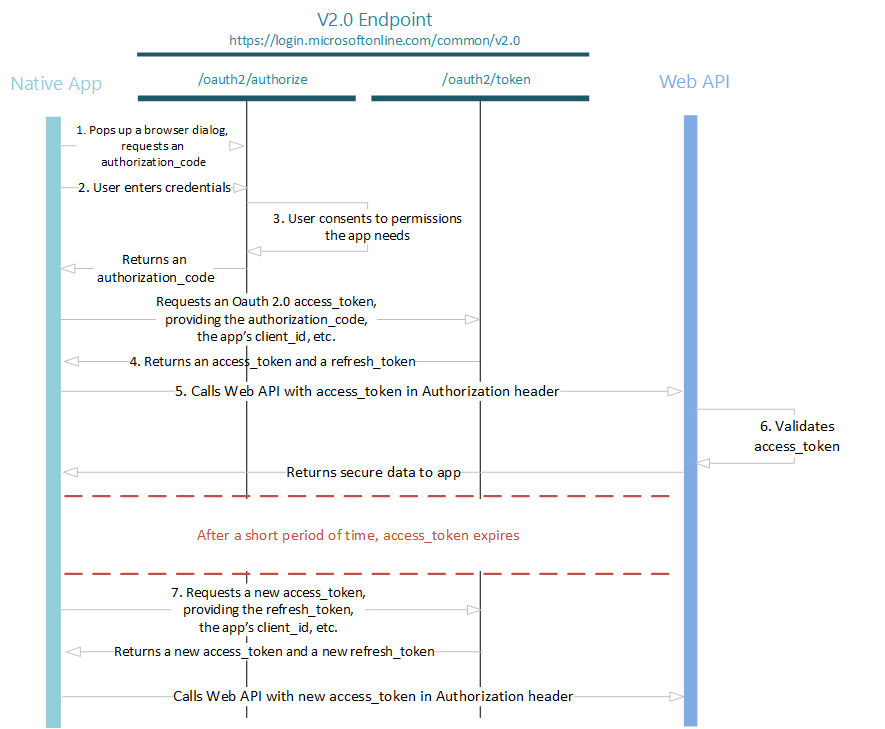 V2.0 Endpoint
https://login.microsoftonline.com/common/v2.0
Native App
/oauth2/authorize
/oauth2/token
Web API
1. Pops up a browser dialog,
requests an
authorization_code
2. User enters credentials
3. User consents to permissions
the app needs
Returns an
authorization_code
Requests an Oauth 2.0 access_token,
providing the authorization_code,
the app's client_id, etc.
4. Returns an access_token and a refresh_token
5. Calls Web API with access_token in Authorization header
6. Validates
access_token
Returns secure data to app
After a short period of time, access_token expires
7. Requests a new access_token,
providing the refresh_token,
the app's client_id, etc.
Returns a new access_token and a new refresh_token
Calls Web API with new access_token in Authorization header